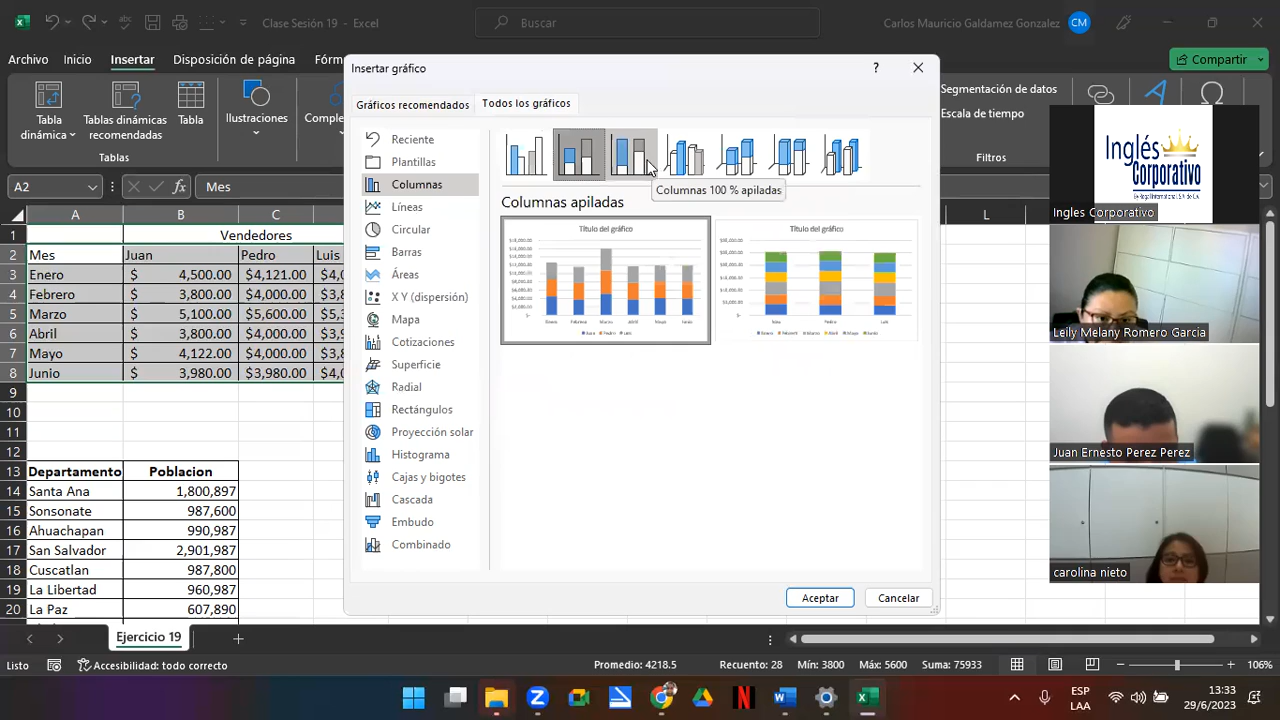 Clase Sesión 19 - Excel
Buscar
Carlos Mauricio Galdamez Gonzalez
CM
Archivo
Inicio
Insertar
Disposición de página
Compartir
Tabla dinámica
Tablas dinámicas recomendadas
Tabla
Ilustraciones
Tablas
Segmentación de datos
Escala de tiempo
Filtros
Insertar gráfico
?
Gráficos recomendados
Todos los gráficos
Reciente
Plantillas
Columnas
Líneas
Circular
Barras
Áreas
X Y (dispersión)
Mapa
Cotizaciones
Superficie
Radial
Rectángulos
Proyección solar
Histograma
Cajas y bigotes
Cascada
Embudo
Combinado
Columnas 100 % apiladas
Columnas apiladas
Título del gráfico
Título del gráfico
Aceptar
Cancelar
A2
fx
Mes
A B C L
1 Vendedores
2 Mes Juan Pedro Luis
3 Enero $ 4,500.00 $4,121.00
4 Febrero $ 3,800.00 $4,000.00
5 Marzo $ 5,100.00 $5,600.00
6 Abril $ $4,000.00
7 Mayo $ 4,122.00 $4,000.00
8 Junio $ 3,980.00 $3,980.00
9
10
11
12
13 Departamento Poblacion
14 Santa Ana 1,800,897
15 Sonsonate 987,600
16 Ahuachapan 990,987
17 San Salvador 2,901,987
18 Cuscatlan 987,800
19 La Libertad 960,987
20 La Paz 607,890
Inglés
Corporativo
Ingles Corporativo
Leily Melany Romero Garcia
Juan Ernesto Perez Perez
carolina nieto
Ejercicio 19
Listo
Accesibilidad: todo correcto
Promedio: 4218.5
Recuento: 28
Mín: 3800
Máx: 5600
Suma: 75933
106%
ESP
LAA
13:33
29/6/2023